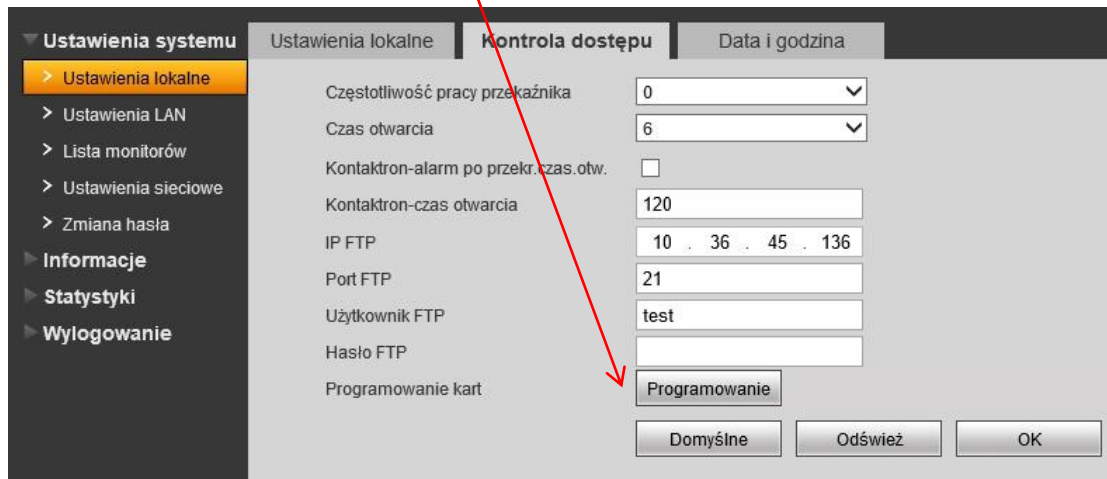 Ustawienia systemu
Ustawienia lokalne
Ustawienia LAN
Lista monitorów
Ustawienia sieciowe
Zmiana hasła
Informacje
Statystyki
Wylogowanie
Ustawienia lokalne Kontrola dostępu Data i godzina
Częstotliwość pracy przekaźnika 0
Czas otwarcia 6
Kontaktron-alarm po przekr.czas.otw.
Kontaktron-czas otwarcia 120
IP FTP 10 . 36 . 45 . 136
Port FTP 21
Użytkownik FTP test
Hasło FTP
Programowanie kart Programowanie
Domyślne Odśwież OK